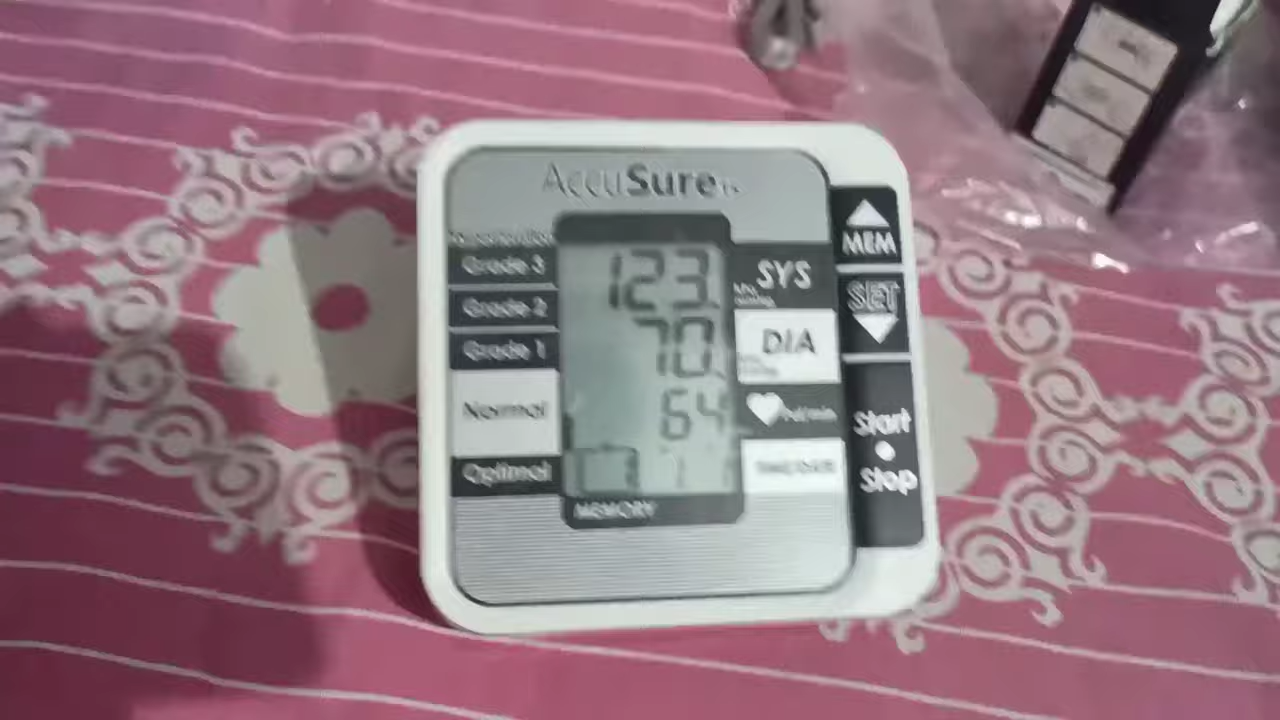 AccuSure
Grade 3
Grade 2
Grade 1
Normal
Optimal
123
70
64
MEMORY
SYS
DIA
MEM
SET
Start
Stop